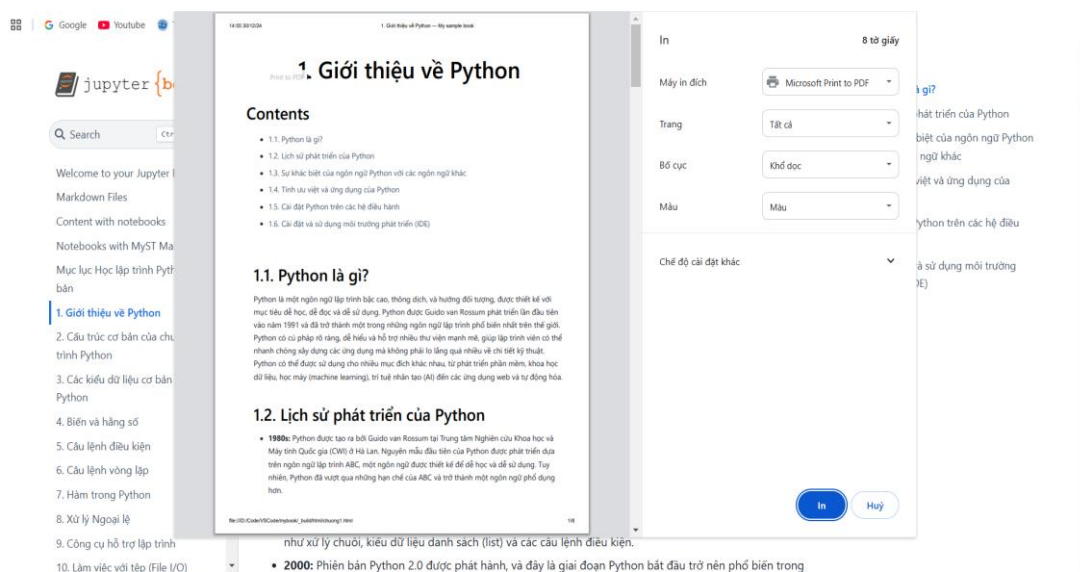 Google
Youtube
jupyter {b
Search
Ctr
Welcome to your Jupyter
Markdown Files
Content with notebooks
Notebooks with MyST Ma
Mục lục Học lập trình Pyth
bản
1. Giới thiệu về Python
2. Cấu trúc cơ bản của chư
trình Python
3. Các kiểu dữ liệu cơ bản
Python
4. Biến và hằng số
5. Câu lệnh điều kiện
6. Câu lệnh vòng lặp
7. Hàm trong Python
8. Xử lý Ngoại lệ
9. Công cụ hỗ trợ lập trình
10. Làm việc với tệp (File I/O)
14:55 30/12/24
1. Giới thiệu về Python — My sample book
Print to PDF
1. Giới thiệu về Python
Contents
• 1.1. Python là gì?
• 1.2. Lịch sử phát triển của Python
• 1.3. Sự khác biệt của ngôn ngữ Python với các ngôn ngữ khác
• 1.4. Tính ưu việt và ứng dụng của Python
• 1.5. Cài đặt Python trên các hệ điều hành
• 1.6. Cài đặt và sử dụng môi trường phát triển (IDE)
1.1. Python là gì?
Python là một ngôn ngữ lập trình bậc cao, thông dịch, và hướng đối tượng, được thiết kế với
mục tiêu dễ học, dễ đọc và dễ sử dụng. Python được Guido van Rossum phát triển lần đầu tiên
vào năm 1991 và đã trở thành một trong những ngôn ngữ lập trình phổ biến nhất trên thế giới.
Python có cú pháp rõ ràng, dễ hiểu và hỗ trợ nhiều thư viện mạnh mẽ, giúp lập trình viên có thể
nhanh chóng xây dựng các ứng dụng mà không phải lo lắng quá nhiều về chi tiết kỹ thuật.
Python có thể được sử dụng cho nhiều mục đích khác nhau, từ phát triển phần mềm, khoa học
dữ liệu, học máy (machine learning), trí tuệ nhân tạo (AI) đến các ứng dụng web và tự động hóa.
1.2. Lịch sử phát triển của Python
• 1980s: Python được tạo ra bởi Guido van Rossum tại Trung tâm Nghiên cứu Khoa học và
Máy tính Quốc gia (CWI) ở Hà Lan. Nguyên mẫu đầu tiên của Python được phát triển dựa
trên ngôn ngữ lập trình ABC, một ngôn ngữ được thiết kế để dễ học và dễ sử dụng. Tuy
nhiên, Python đã vượt qua những hạn chế của ABC và trở thành một ngôn ngữ phổ dụng
hơn.
file:///D:/Code/VSCode/mybook/_build/html/chuong1.html
1/8
In
8 tờ giấy
Máy in đích
Microsoft Print to PDF
Trang
Tất cả
Bố cục
Khổ dọc
Màu
Màu
Chế độ cài đặt khác
In
Huỷ
à gì?
hát triển của Python
biệt của ngôn ngữ Python
ngữ khác
việt và ứng dụng của
ython trên các hệ điều
à sử dụng môi trường
DE)
như xử lý chuỗi, kiểu dữ liệu danh sách (list) và các câu lệnh điều kiện.
• 2000: Phiên bản Python 2.0 được phát hành, và đây là giai đoạn Python bắt đầu trở nên phổ biến trong